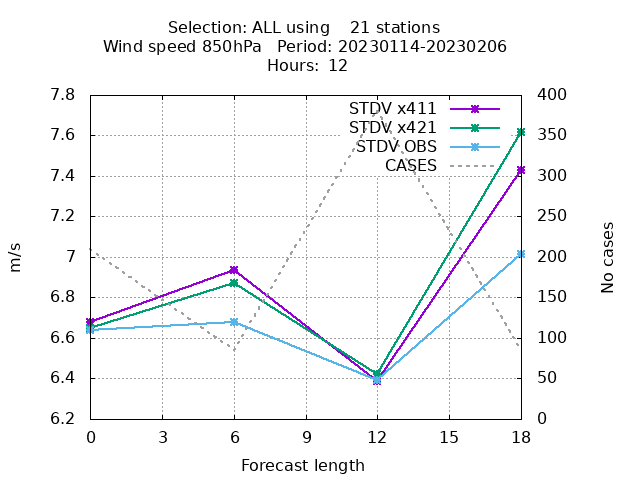 Selection: ALL using    21 stations
Wind speed 850hPa   Period: 20230114-20230206
Hours:  12
7.8
7.6
7.4
7.2
7
6.8
6.6
6.4
6.2
m/s
STDV x411
STDV x421
STDV OBS
CASES
400
350
300
250
200
150
100
50
0
No cases
0 3 6 9 12 15 18
Forecast length